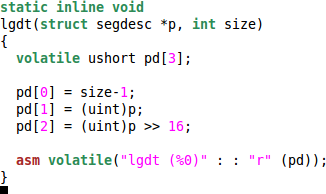 static inline void
lgdt(struct segdesc *p, int size)
{
  volatile ushort pd[3];

  pd[0] = size-1;
  pd[1] = (uint)p;
  pd[2] = (uint)p >> 16;

  asm volatile("lgdt (%0)" : : "r" (pd));
}